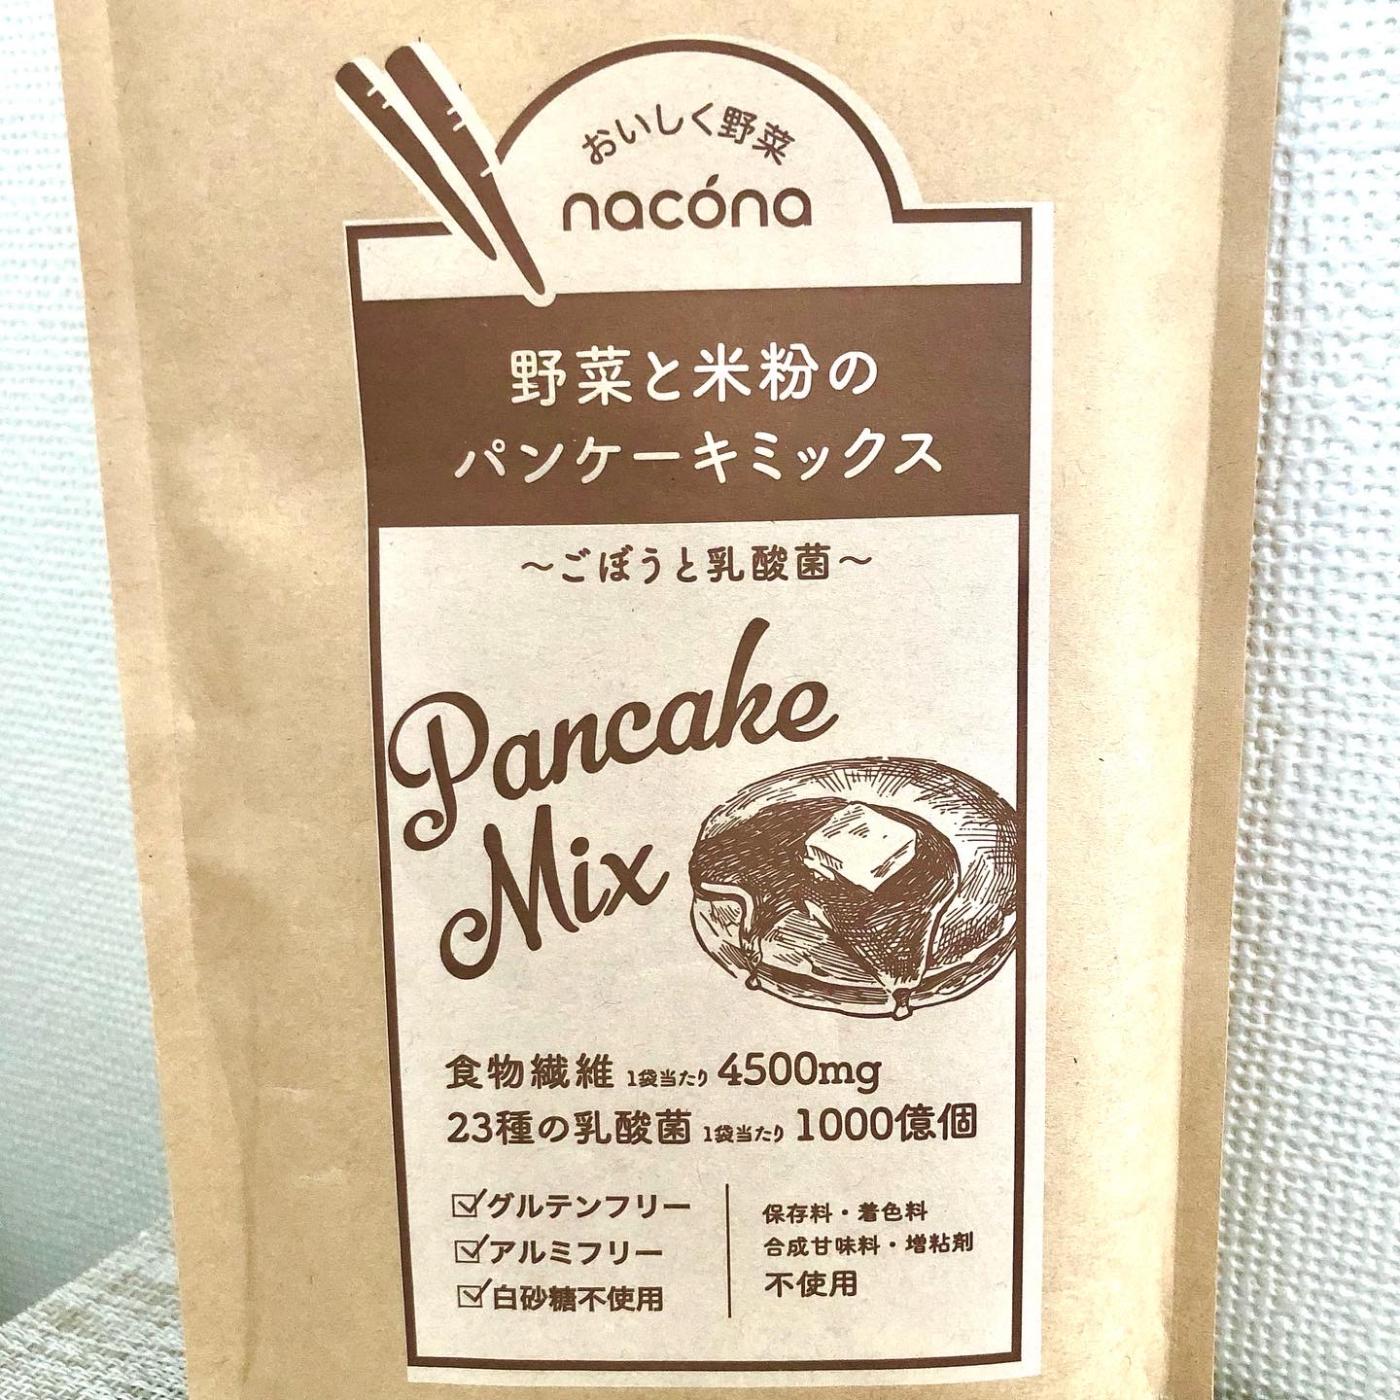 おいしく野菜
nacóna
野菜と米粉の
パンケーキミックス
～ごぼうと乳酸菌～
Pancake
Mix
食物繊維 1袋当たり 4500mg
23種の乳酸菌 1袋当たり 1000億個
☑グルテンフリー
☑アルミフリー
☑白砂糖不使用
保存料・着色料
合成甘味料・増粘剤
不使用